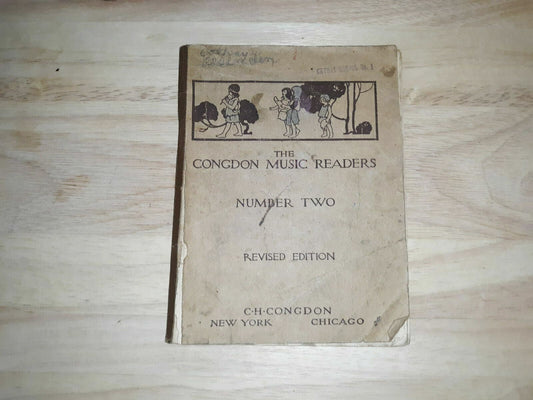 THE
CONGDON MUSIC READERS
NUMBER TWO
REVISED EDITION
C·H·CONGDON
NEW YORK CHICAGO